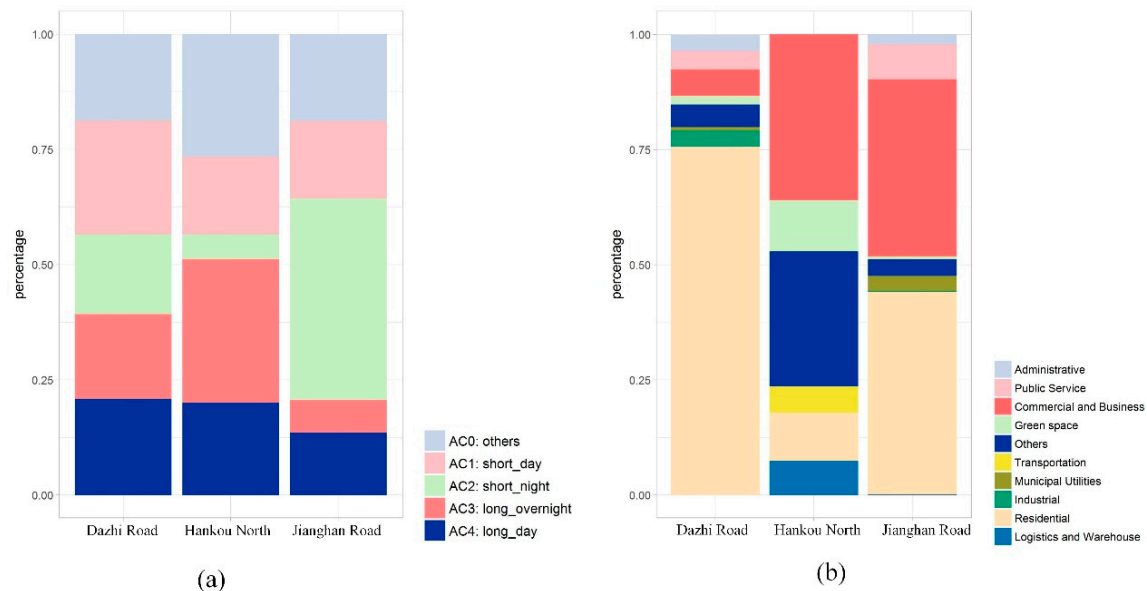 1.00
0.75
0.50
0.25
0.00
percentage
Dazhi Road Hankou North Jianghan Road
AC0: others
AC1: short_day
AC2: short_night
AC3: long_overnight
AC4: long_day
(a)
1.00
0.75
0.50
0.25
0.00
percentage
Dazhi Road Hankou North Jianghan Road
Administrative
Public Service
Commercial and Business
Green space
Others
Transportation
Municipal Utilities
Industrial
Residential
Logistics and Warehouse
(b)